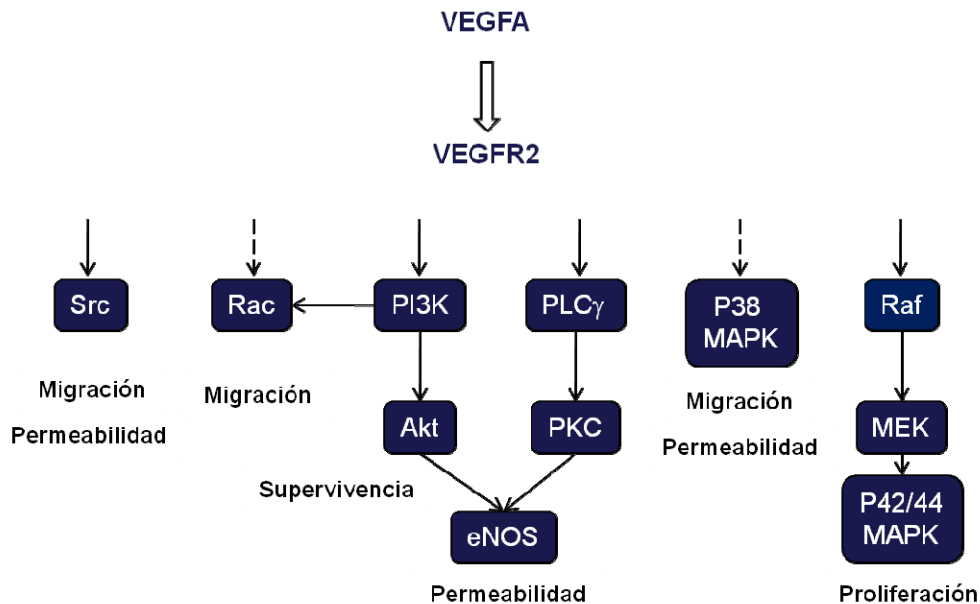 VEGFA
VEGFR2
Src
Rac
PI3K
PLCγ
P38
MAPK
Raf
Migración
Permeabilidad
Migración
Akt
PKC
Migración
Permeabilidad
MEK
Supervivencia
eNOS
P42/44
MAPK
Permeabilidad
Proliferación